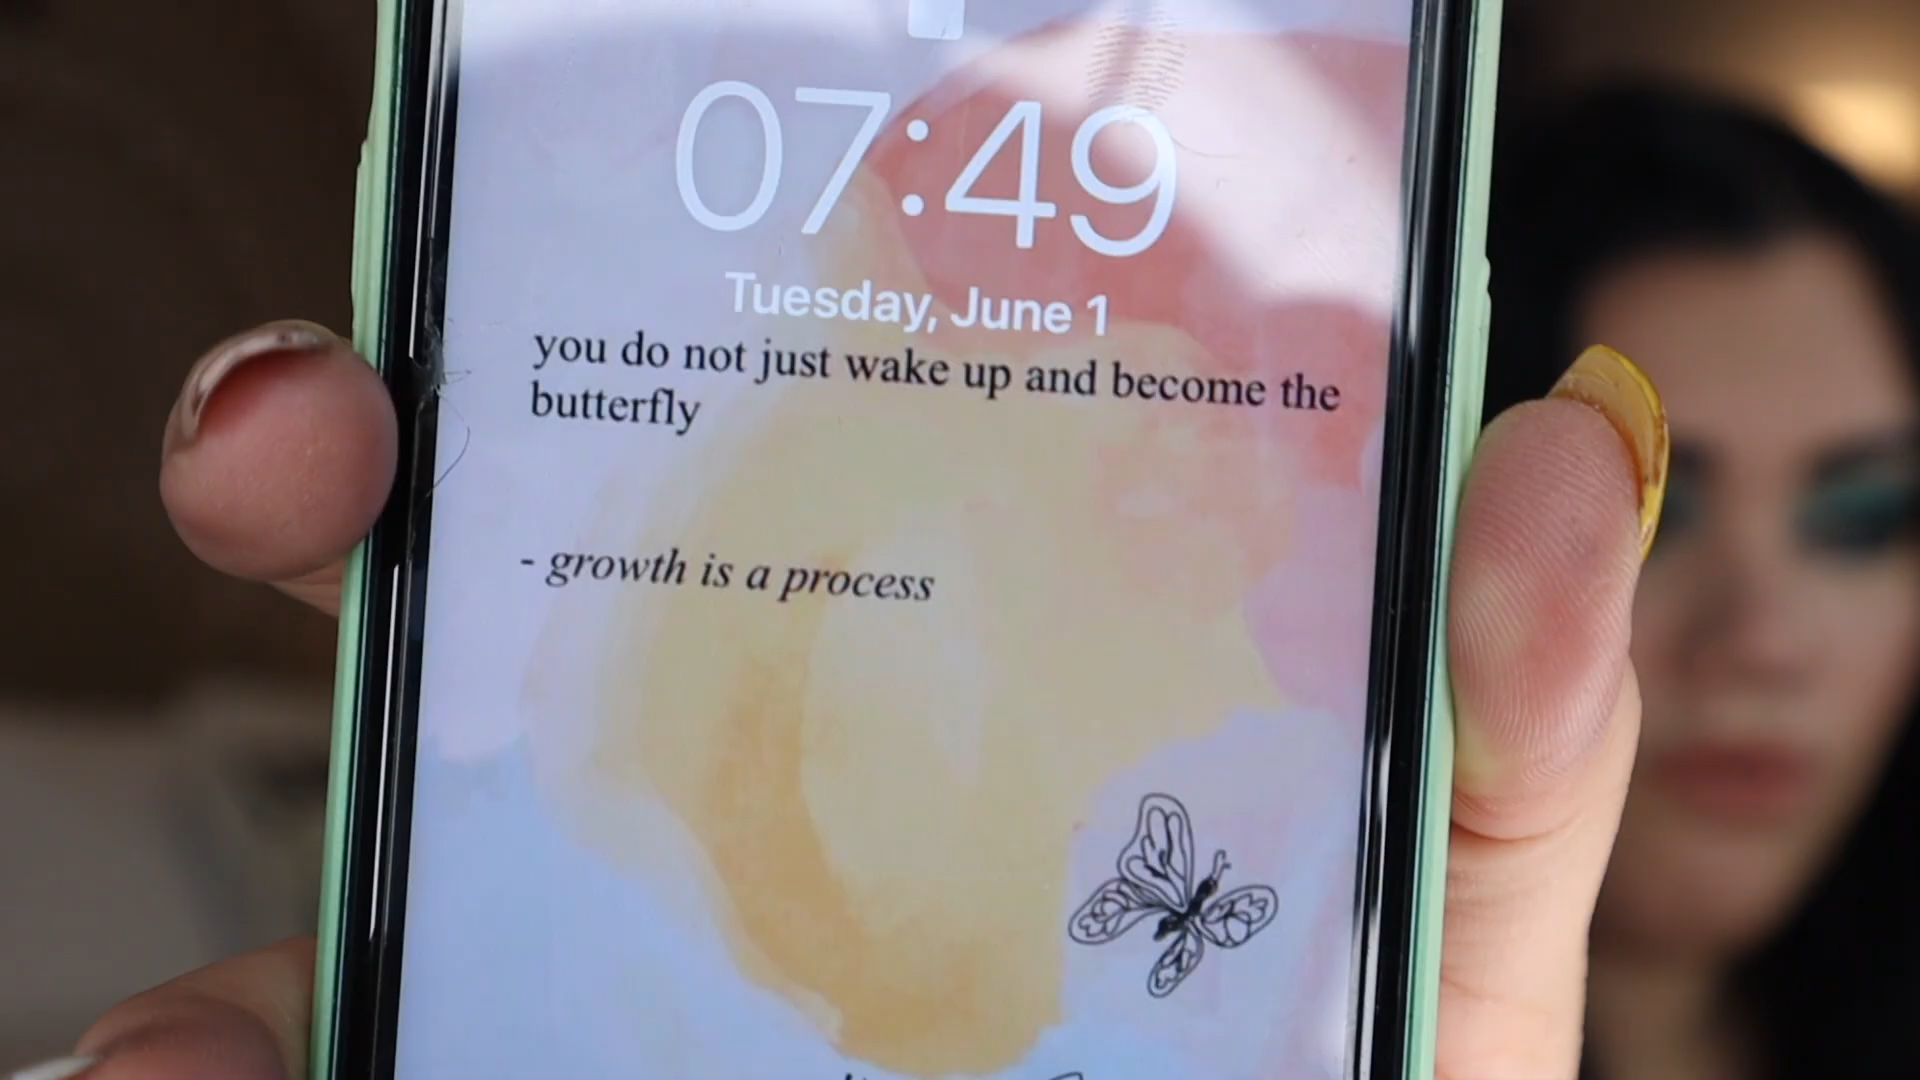 07:49
Tuesday, June 1
you do not just wake up and become the
butterfly
- growth is a process